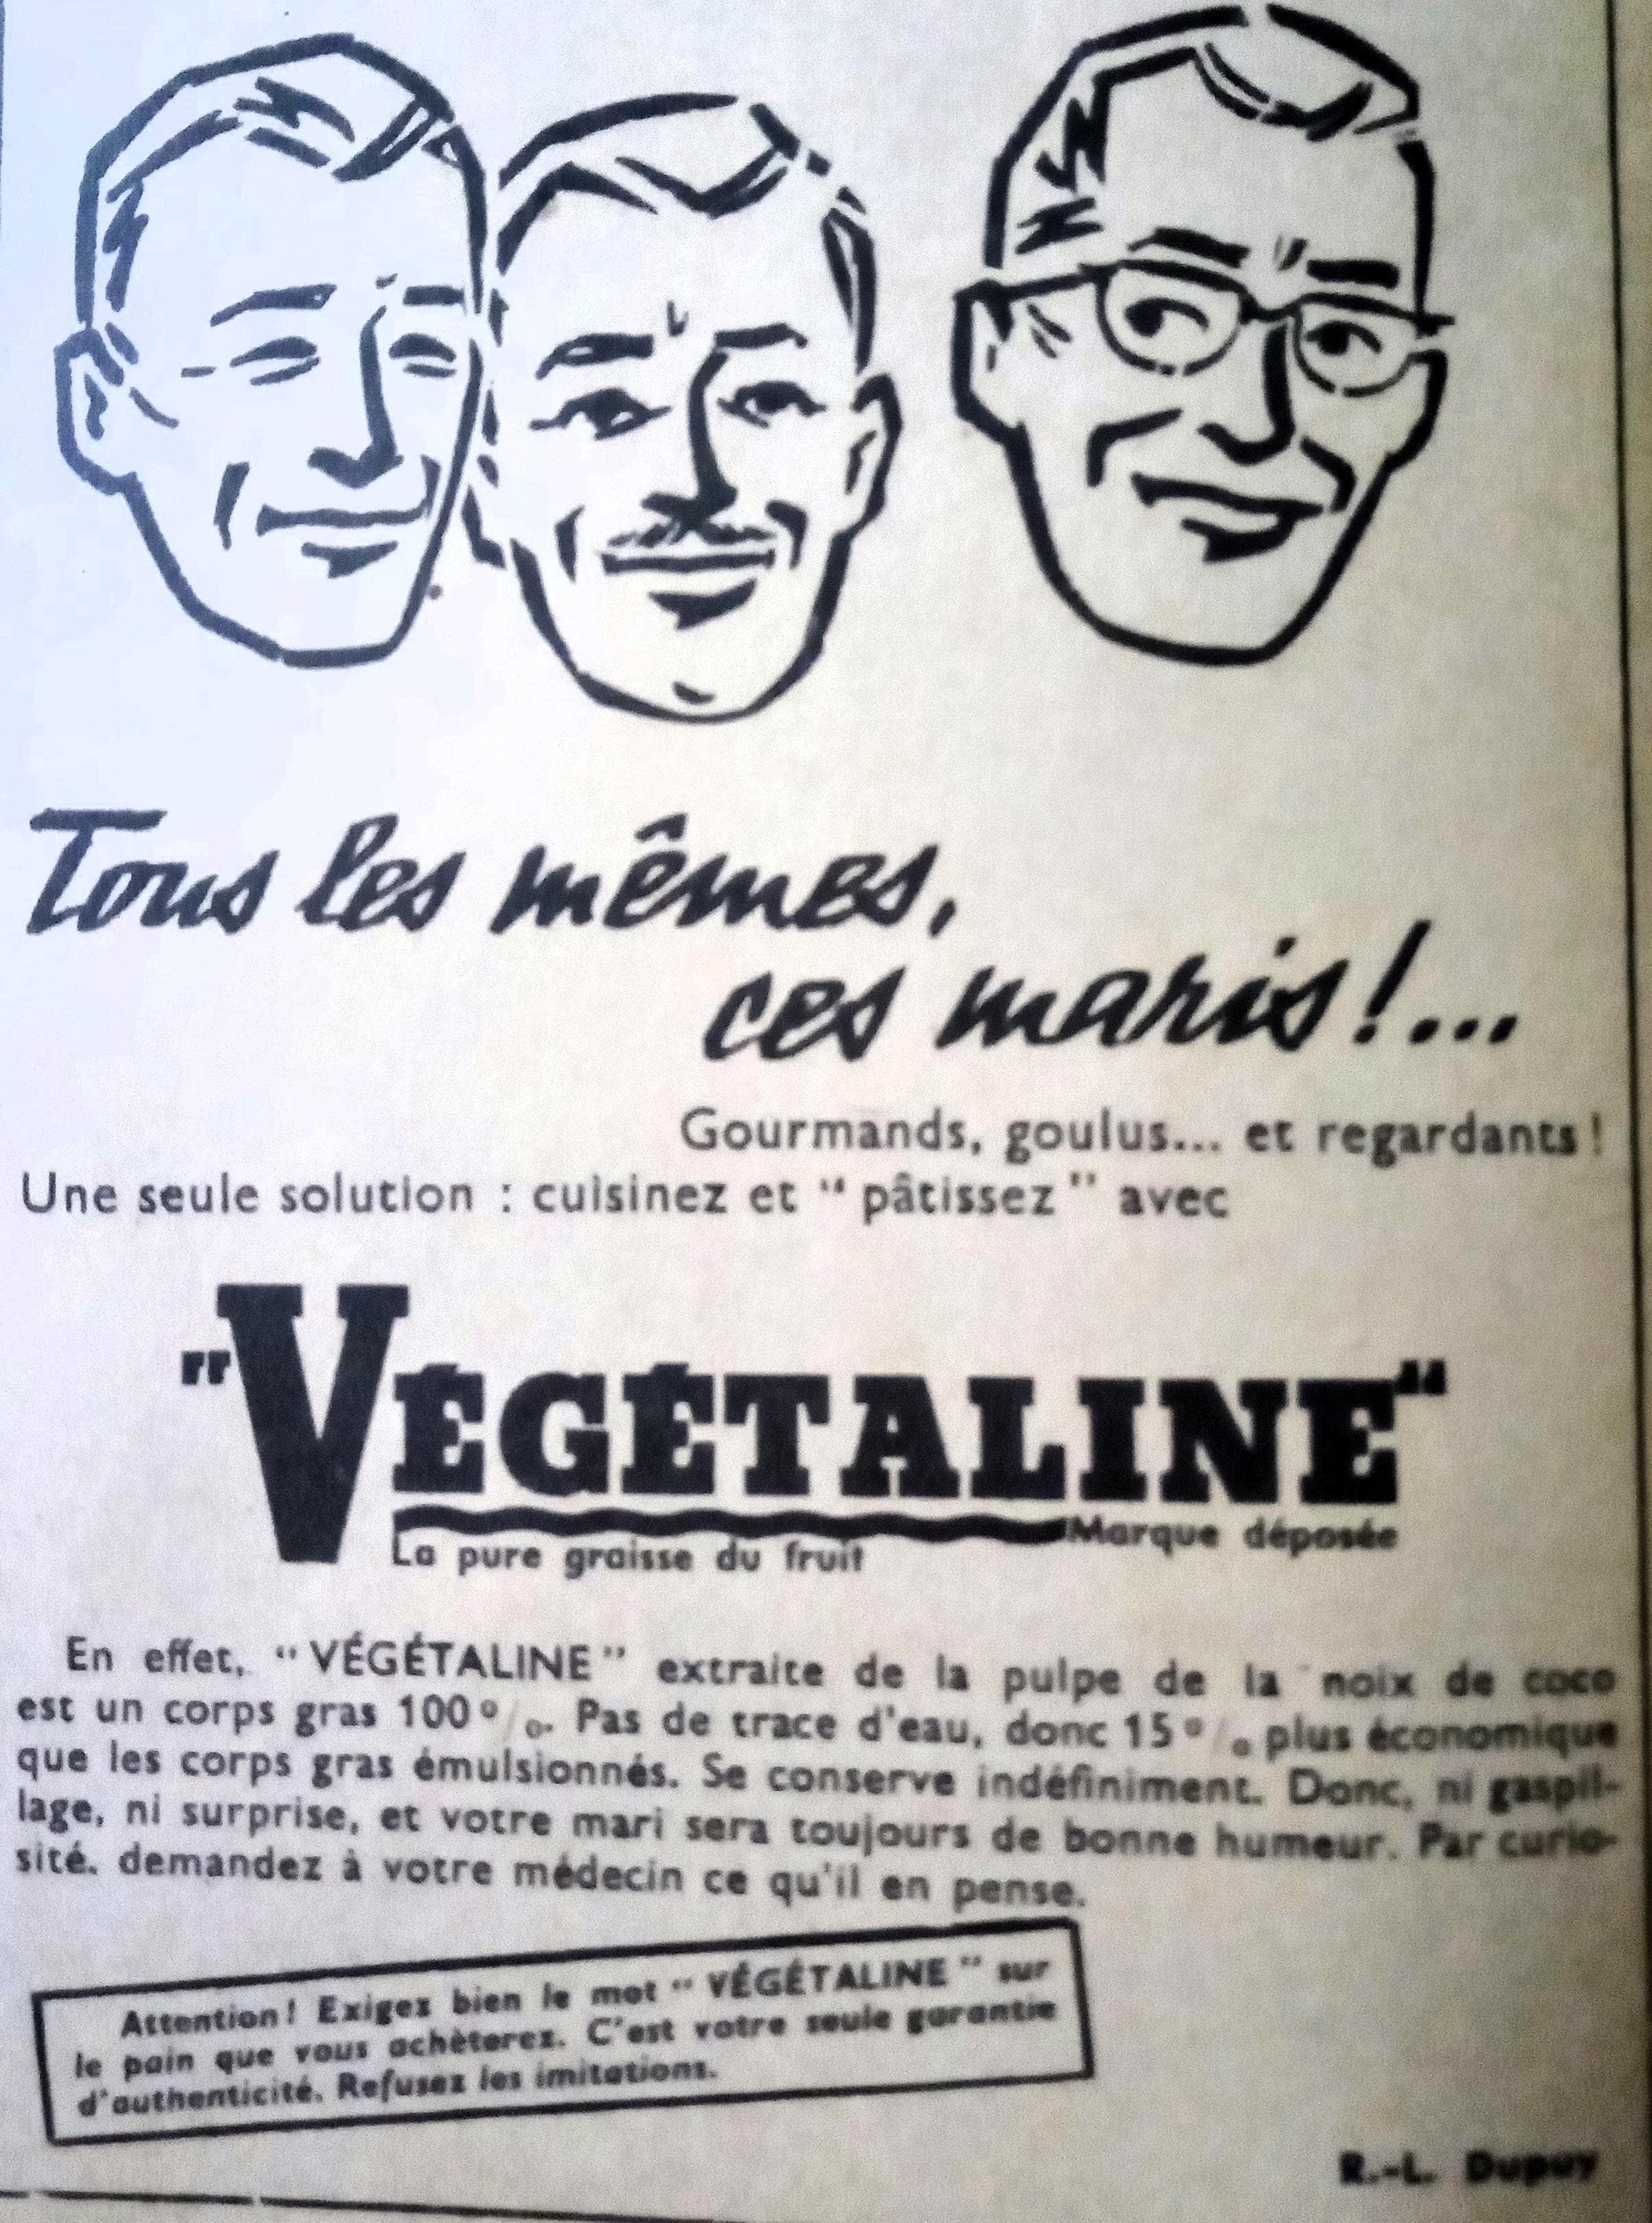 Tous les mêmes,
ces maris!...
Gourmands, goulus... et regardants!
Une seule solution : cuisinez et “ pâtissez ” avec
"VÉGÉTALINE"
Marque déposée
La pure graisse du fruit
En effet, “ VÉGÉTALINE ” extraite de la pulpe de la noix de coco
est un corps gras 100 %. Pas de trace d'eau, donc 15 % plus économique
que les corps gras émulsionnés. Se conserve indéfiniment. Donc, ni gaspil-
lage, ni surprise, et votre mari sera toujours de bonne humeur. Par curio-
sité, demandez à votre médecin ce qu'il en pense.
Attention! Exigez bien le mot “ VÉGÉTALINE ” sur
le pain que vous achèterez. C'est votre seule garantie
d'authenticité. Refusez les imitations.
R.-L. Dupuy